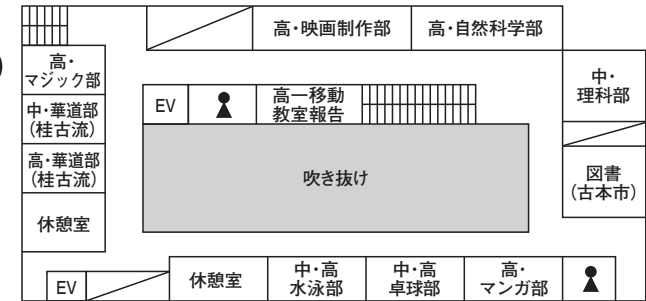 高・映画制作部
高・自然科学部
高・
マジック部
中・華道部
(桂古流)
高・華道部
(桂古流)
休憩室
EV
高一移動
教室報告
吹き抜け
中・
理科部
図書
(古本市)
EV
休憩室
中・高
水泳部
中・高
卓球部
高・
マンガ部